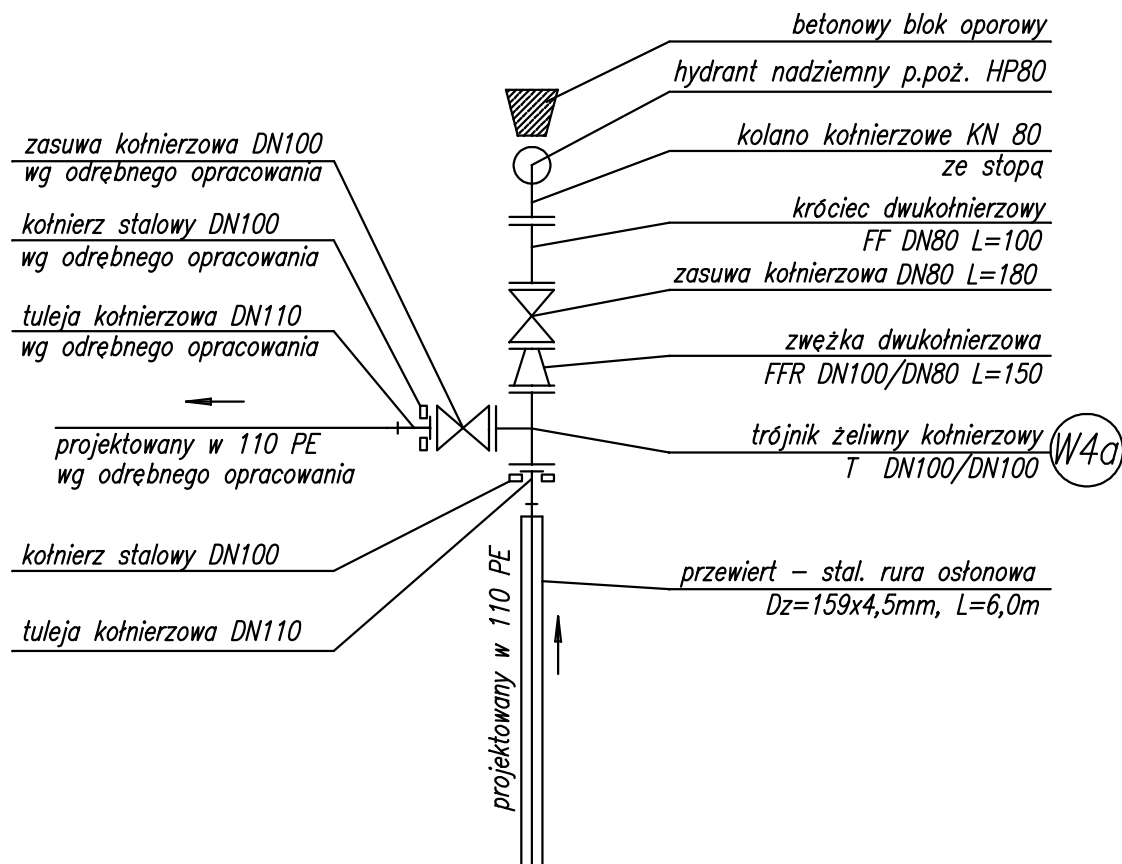 betonowy blok oporowy
hydrant nadziemny p.poż. HP80
kolano kołnierzowe KN 80
ze stopą
króciec dwukołnierzowy
FF DN80 L=100
zasuwa kołnierzowa DN80 L=180
zwężka dwukołnierzowa
FFR DN100/DN80 L=150
trójnik żeliwny kołnierzowy
T DN100/DN100
W4a
przewiert – stal. rura osłonowa
Dz=159x4,5mm, L=6,0m
zasuwa kołnierzowa DN100
wg odrębnego opracowania
kołnierz stalowy DN100
wg odrębnego opracowania
tuleja kołnierzowa DN110
wg odrębnego opracowania
projektowany w 110 PE
wg odrębnego opracowania
kołnierz stalowy DN100
tuleja kołnierzowa DN110
projektowany w 110 PE